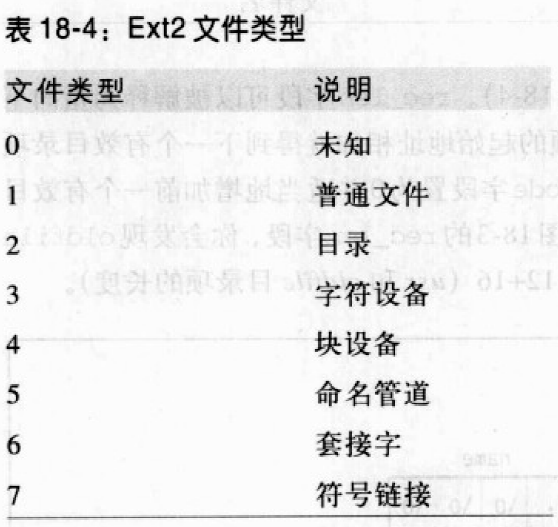 表 18-4：Ext2 文件类型
文件类型 说明
0 未知
1 普通文件
2 目录
3 字符设备
4 块设备
5 命名管道
6 套接字
7 符号链接